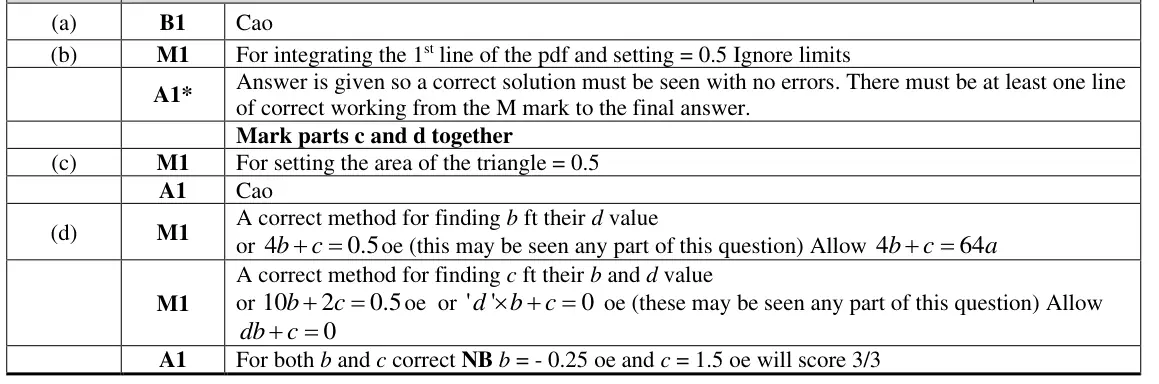 (a) B1 Cao
(b) M1 For integrating the 1st line of the pdf and setting = 0.5 Ignore limits
A1* Answer is given so a correct solution must be seen with no errors. There must be at least one line
of correct working from the M mark to the final answer.
Mark parts c and d together
(c) M1 For setting the area of the triangle = 0.5
A1 Cao
(d) M1 A correct method for finding b ft their d value
or 4b + c = 0.5 oe (this may be seen any part of this question) Allow 4b + c = 64a
M1 A correct method for finding c ft their b and d value
or 10b + 2c = 0.5 oe or 'd'×b + c = 0 oe (these may be seen any part of this question) Allow
db + c = 0
A1 For both b and c correct NB b = - 0.25 oe and c = 1.5 oe will score 3/3